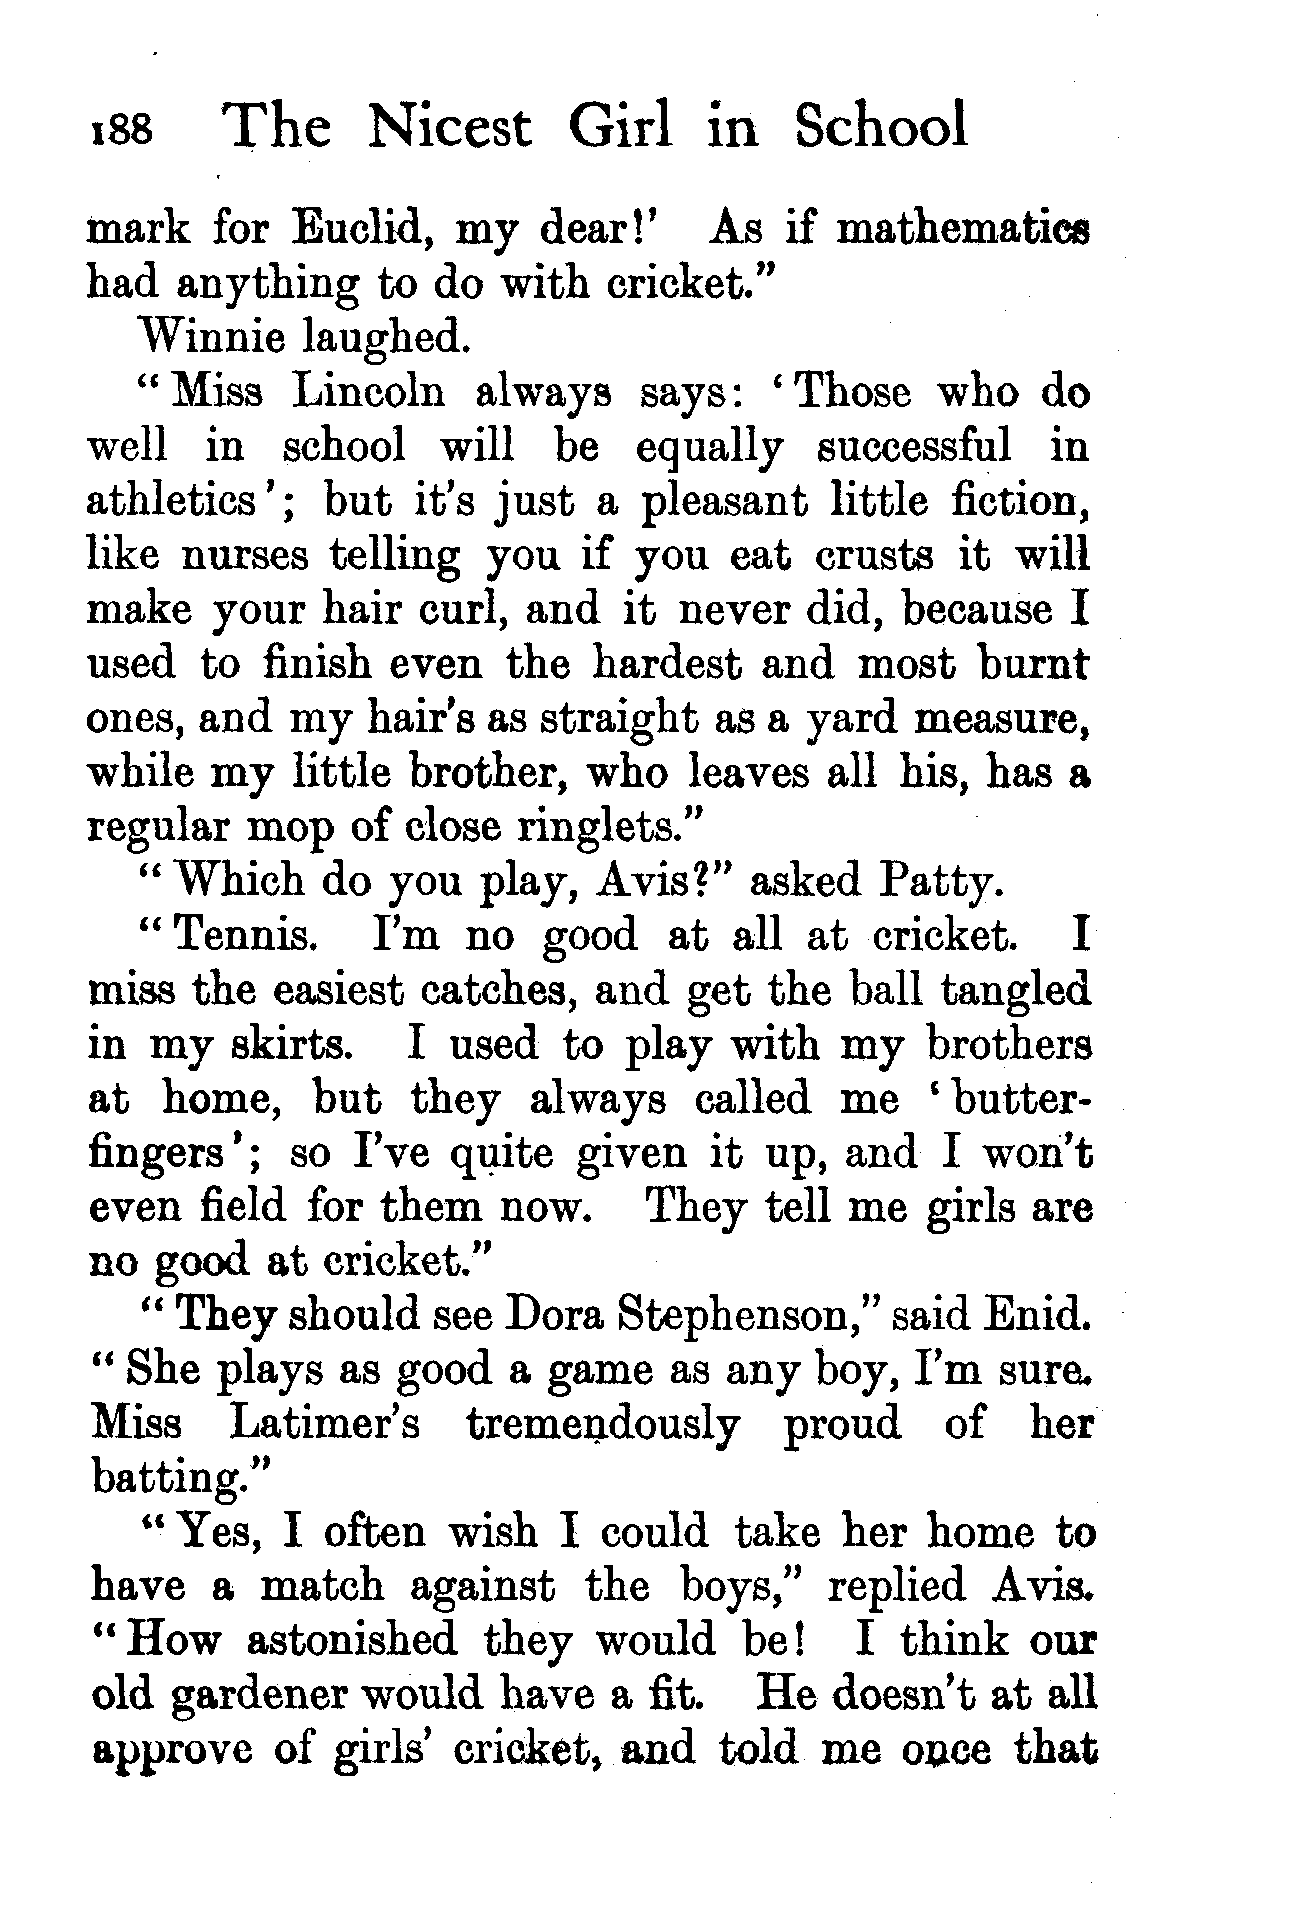 188 The Nicest Girl in School
mark for Euclid, my dear!' As if mathematics
had anything to do with cricket."
Winnie laughed.
"Miss Lincoln always says: 'Those who do
well in school will be equally successful in
athletics'; but it's just a pleasant little fiction,
like nurses telling you if you eat crusts it will
make your hair curl, and it never did, because I
used to finish even the hardest and most burnt
ones, and my hair's as straight as a yard measure,
while my little brother, who leaves all his, has a
regular mop of close ringlets."
"Which do you play, Avis?" asked Patty.
"Tennis. I'm no good at all at cricket. I
miss the easiest catches, and get the ball tangled
in my skirts. I used to play with my brothers
at home, but they always called me 'butter-
fingers'; so I've quite given it up, and I won't
even field for them now. They tell me girls are
no good at cricket."
"They should see Dora Stephenson," said Enid.
"She plays as good a game as any boy, I'm sure.
Miss Latimer's tremendously proud of her
batting."
"Yes, I often wish I could take her home to
have a match against the boys," replied Avis.
"How astonished they would be! I think our
old gardener would have a fit. He doesn't at all
approve of girls' cricket, and told me once that